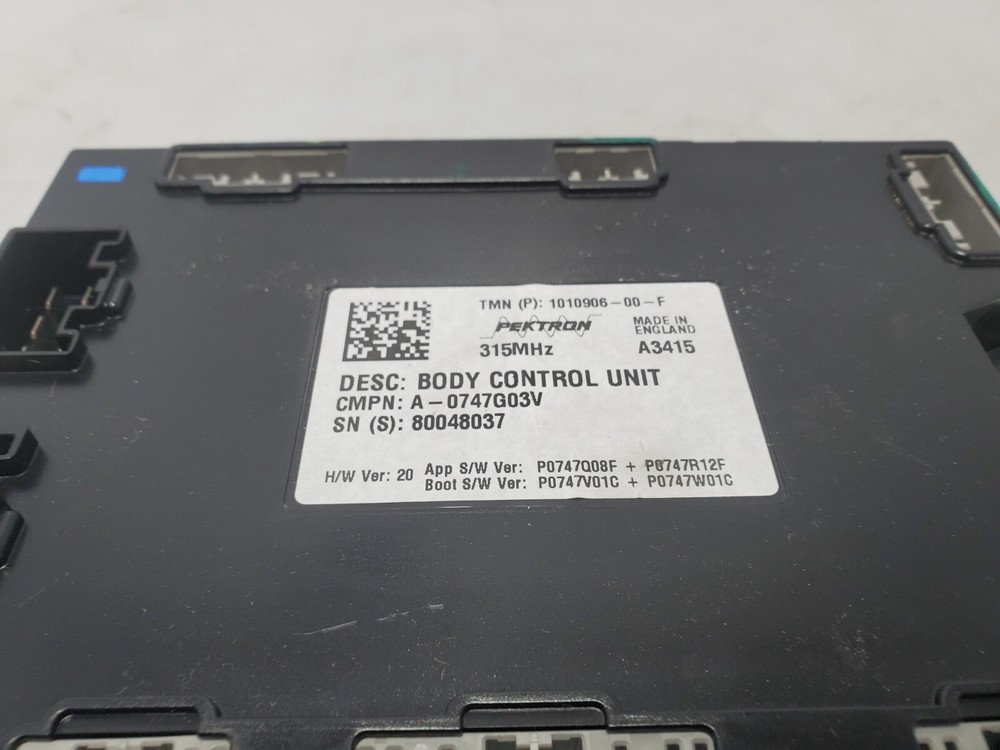 TMN (P): 1010906-00-F
PEKTRON
MADE IN
ENGLAND
315MHz
A3415
DESC: BODY CONTROL UNIT
CMPN: A-0747G03V
SN (S): 80048037
H/W Ver: 20
App S/W Ver: P0747Q08F + P0747R12F
Boot S/W Ver: P0747V01C + P0747W01C